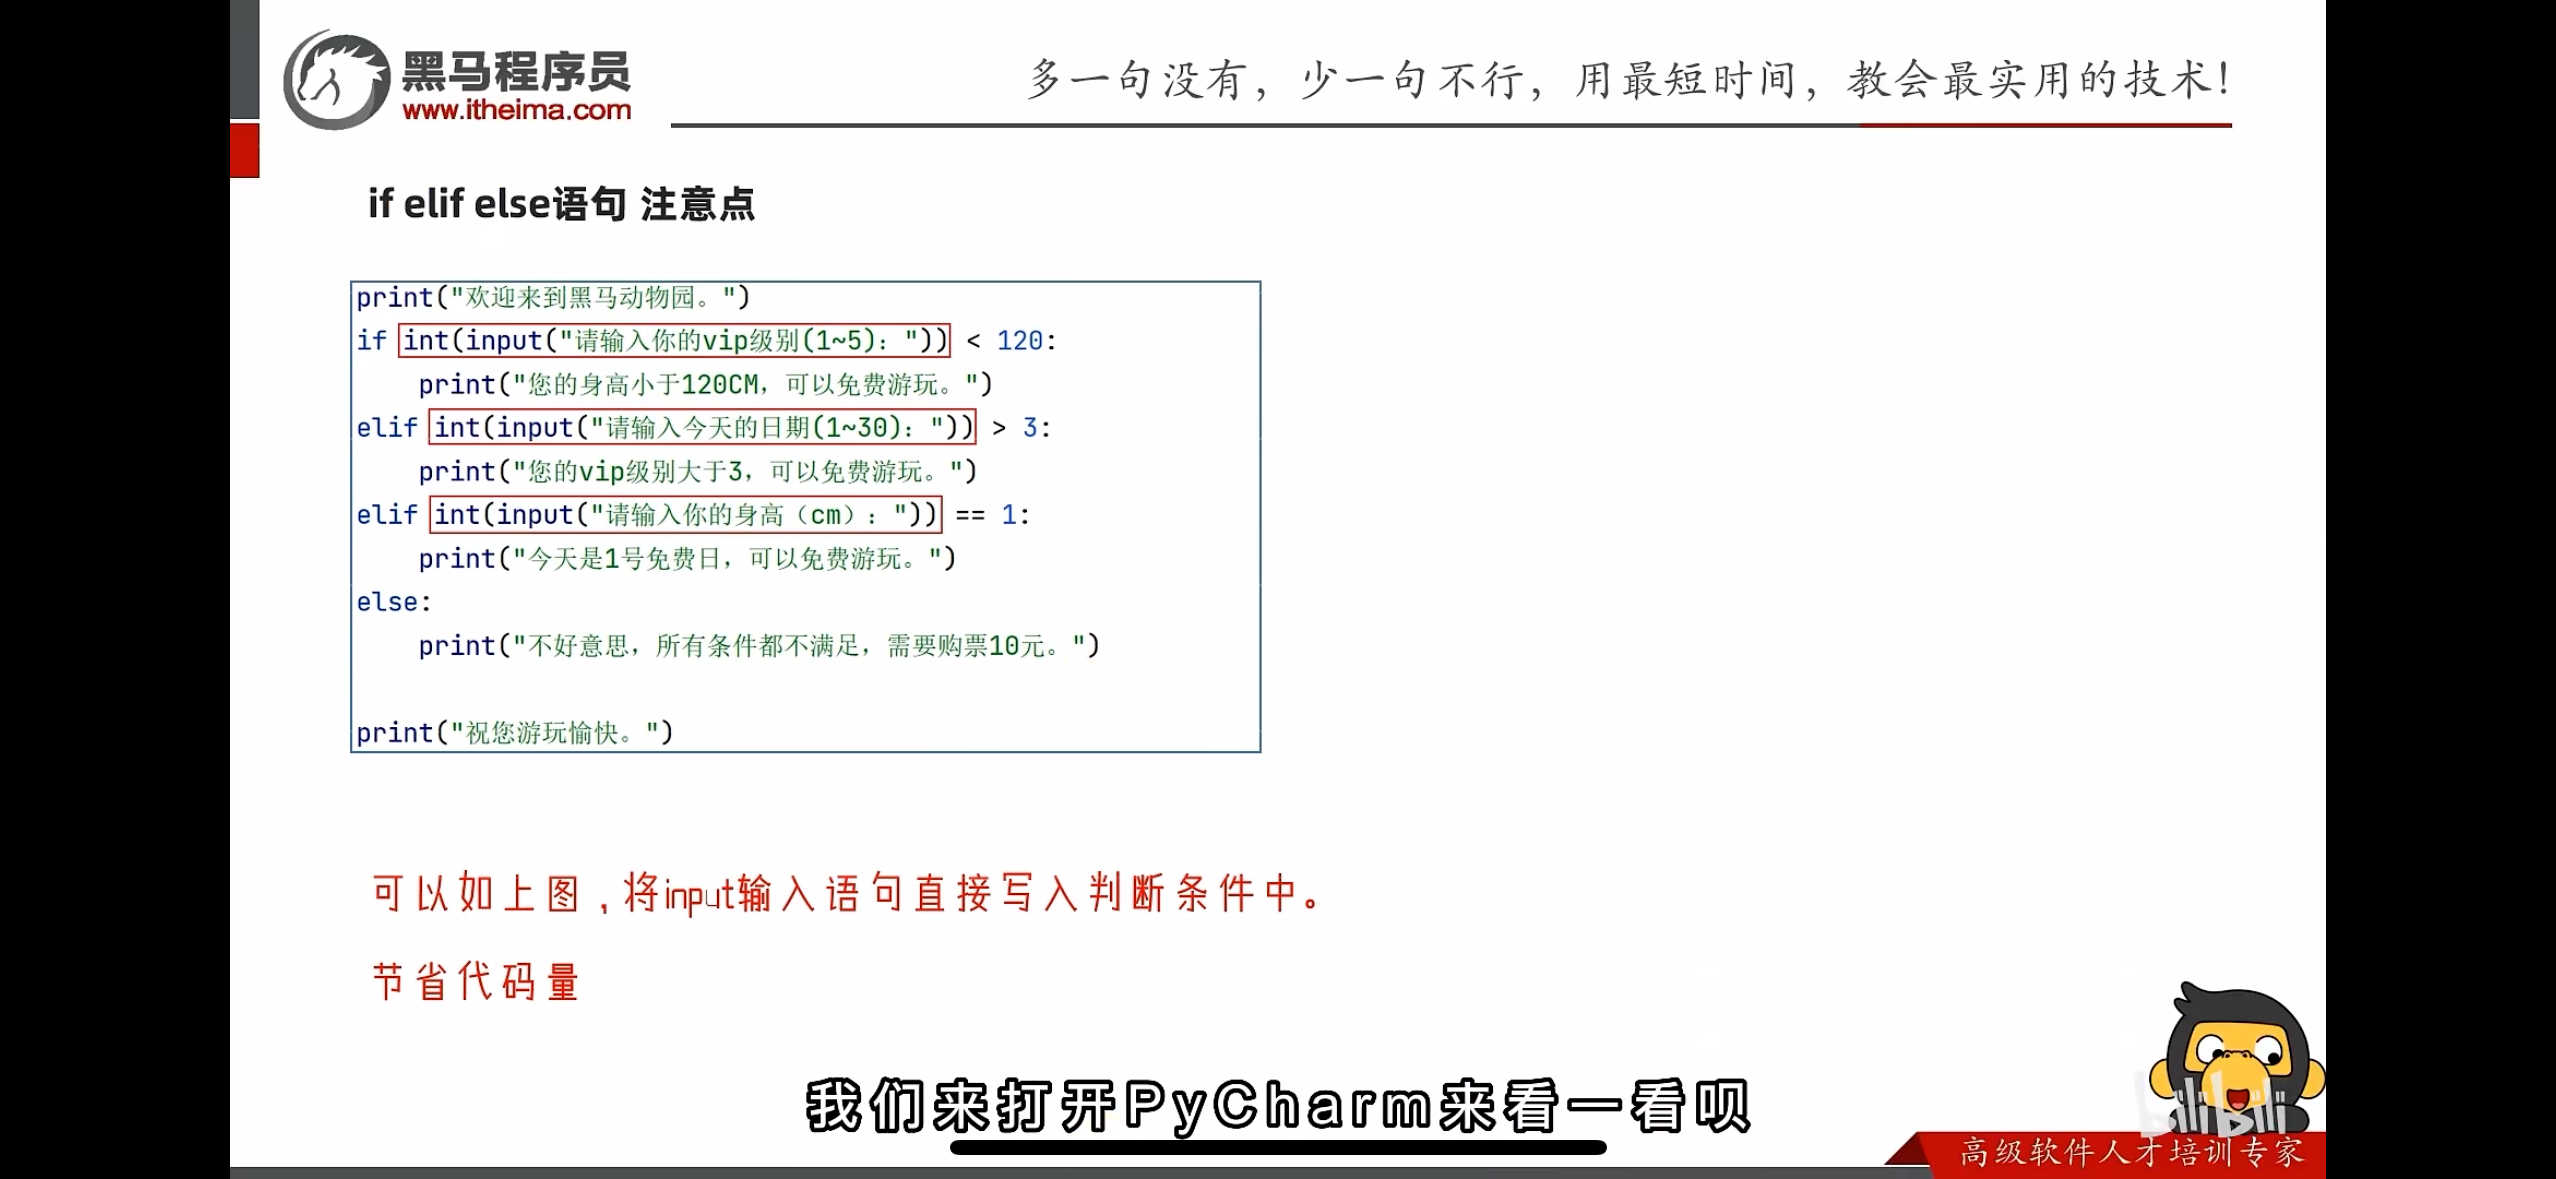 黑马程序员
www.itheima.com
多一句没有，少一句不行，用最短时间，教会最实用的技术！
if elif else语句 注意点
print("欢迎来到黑马动物园。")
if int(input("请输入你的vip级别(1~5)：")) < 120:
    print("您的身高小于120CM，可以免费游玩。")
elif int(input("请输入今天的日期(1~30)：")) > 3:
    print("您的vip级别大于3，可以免费游玩。")
elif int(input("请输入你的身高（cm）：")) == 1:
    print("今天是1号免费日，可以免费游玩。")
else:
    print("不好意思，所有条件都不满足，需要购票10元。")
print("祝您游玩愉快。")
可以如上图，将input输入语句直接写入判断条件中。
节省代码量
我们来打开PyCharm来看一看呗
bilibili
高级软件人才培训专家